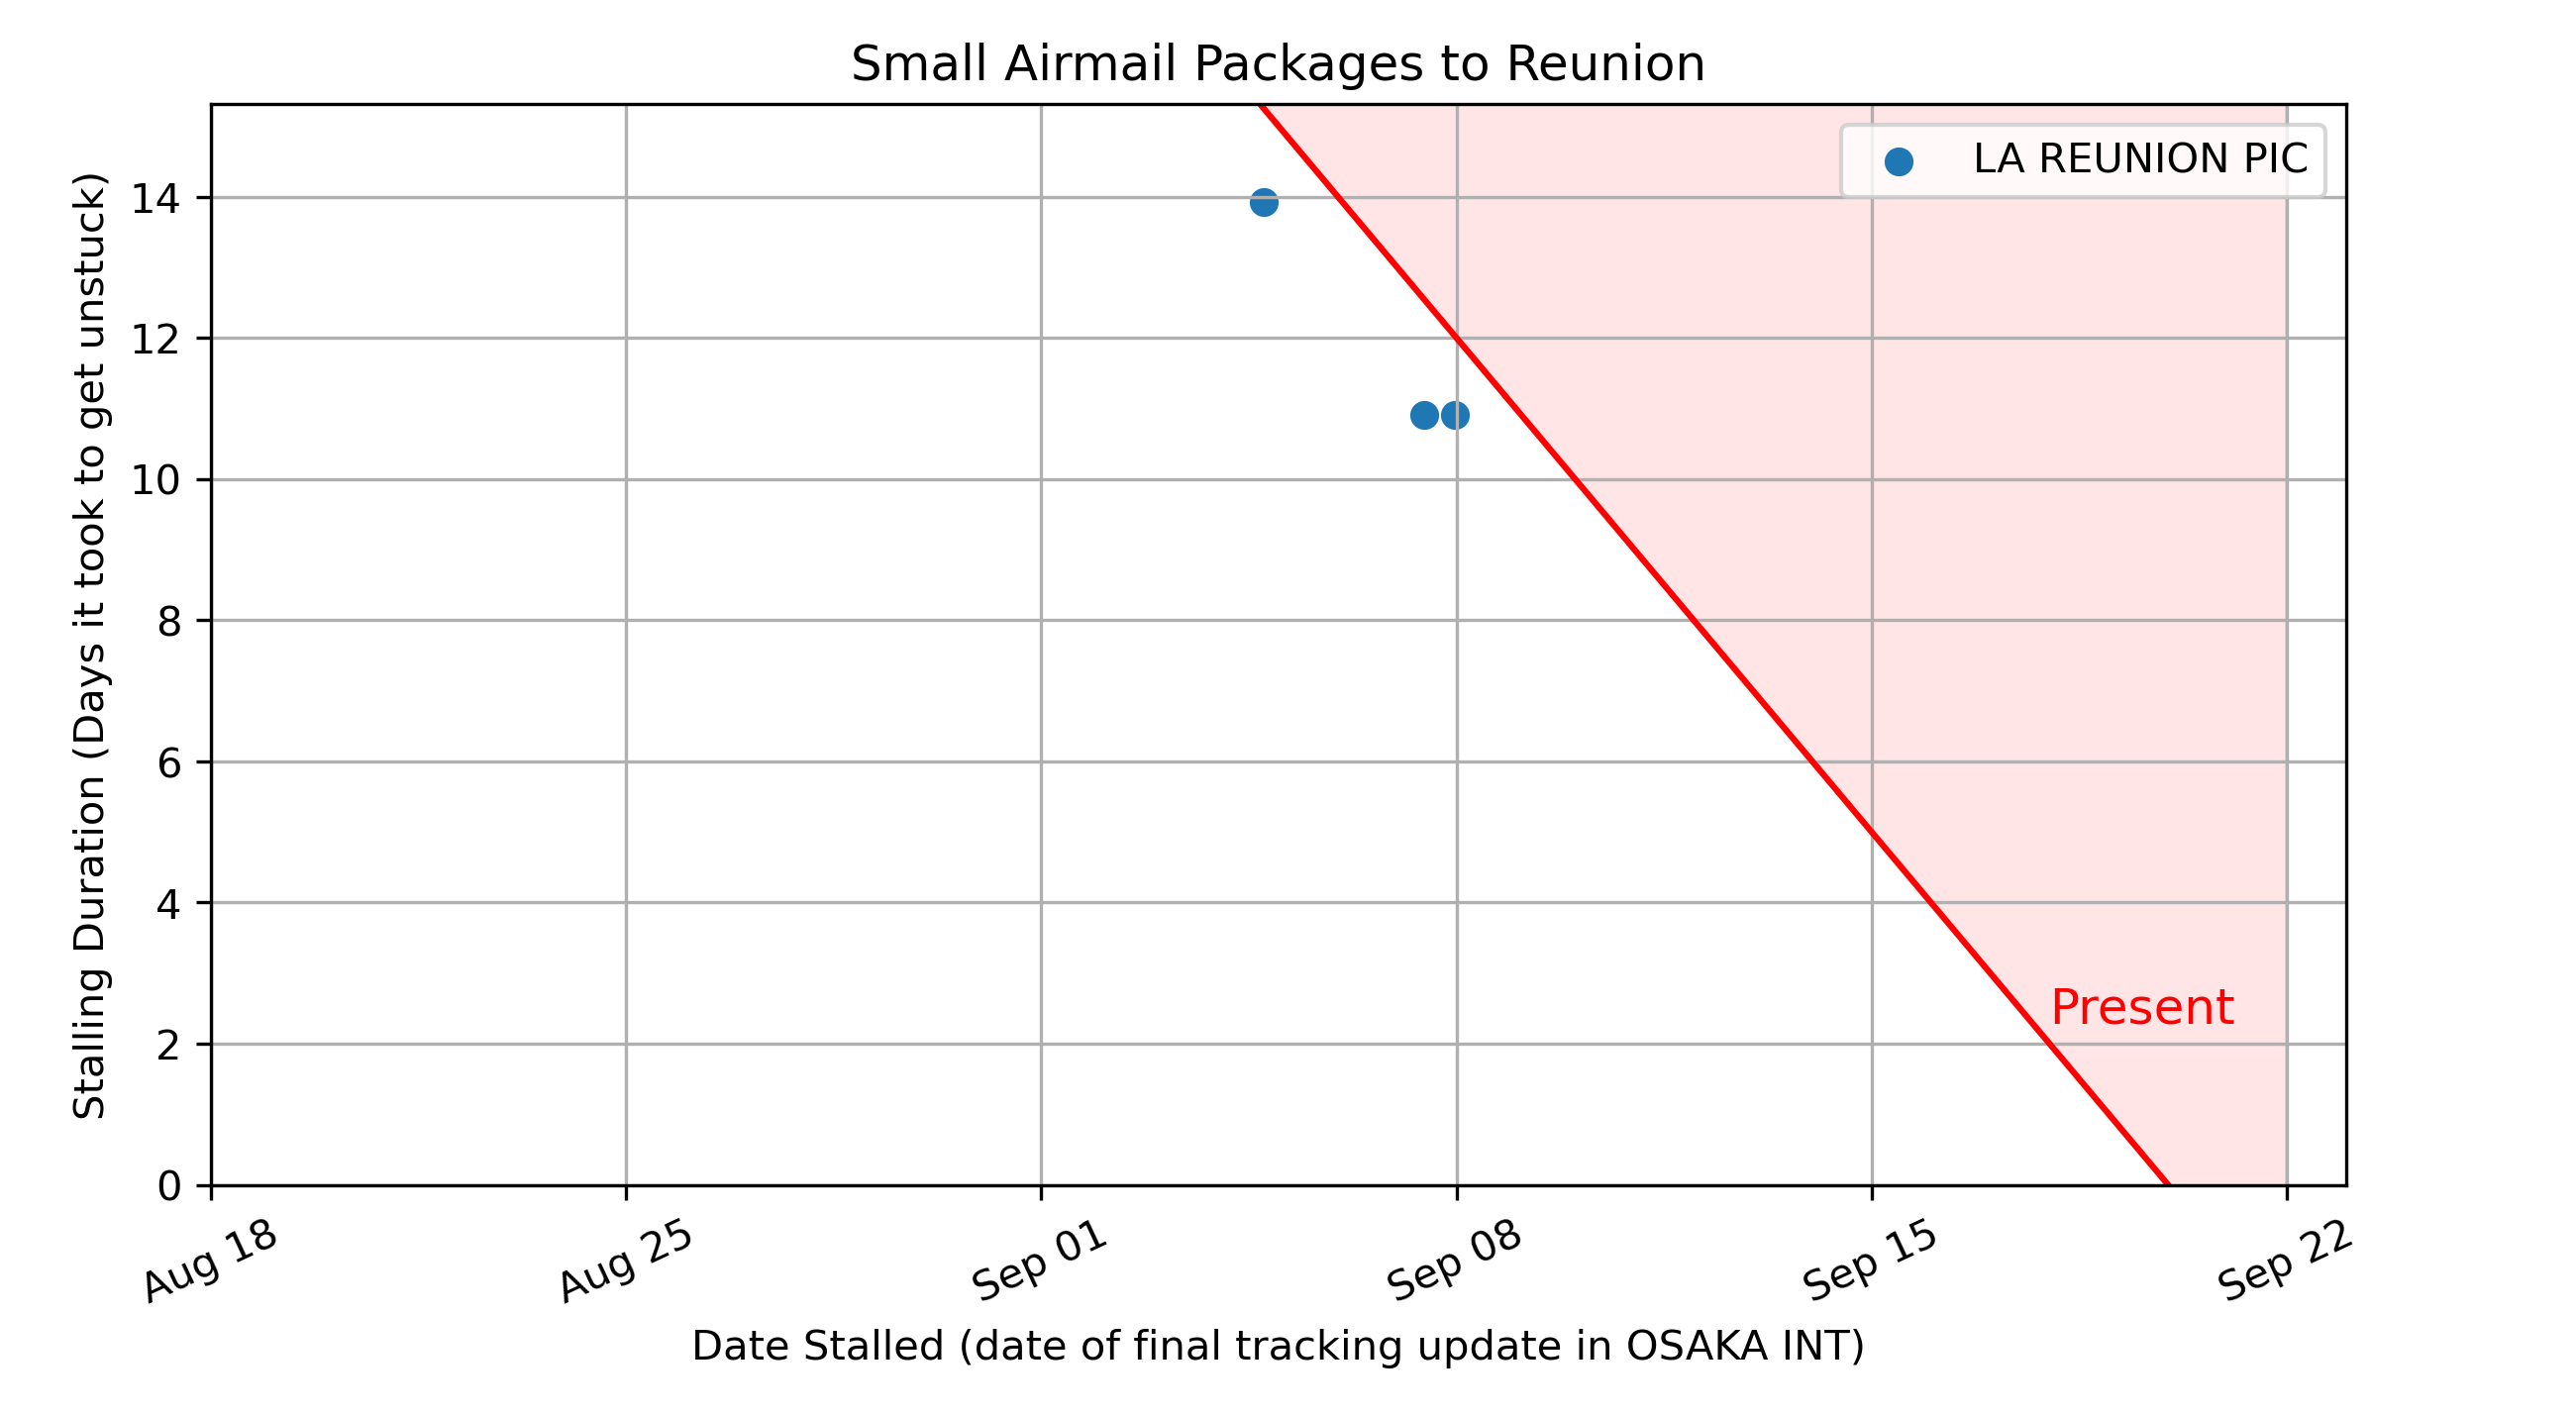 Small Airmail Packages to Reunion
LA REUNION PIC
Stalling Duration (Days it took to get unstuck)
14
12
10
8
6
4
2
0
Present
Aug 18
Aug 25
Sep 01
Sep 08
Sep 15
Sep 22
Date Stalled (date of final tracking update in OSAKA INT)